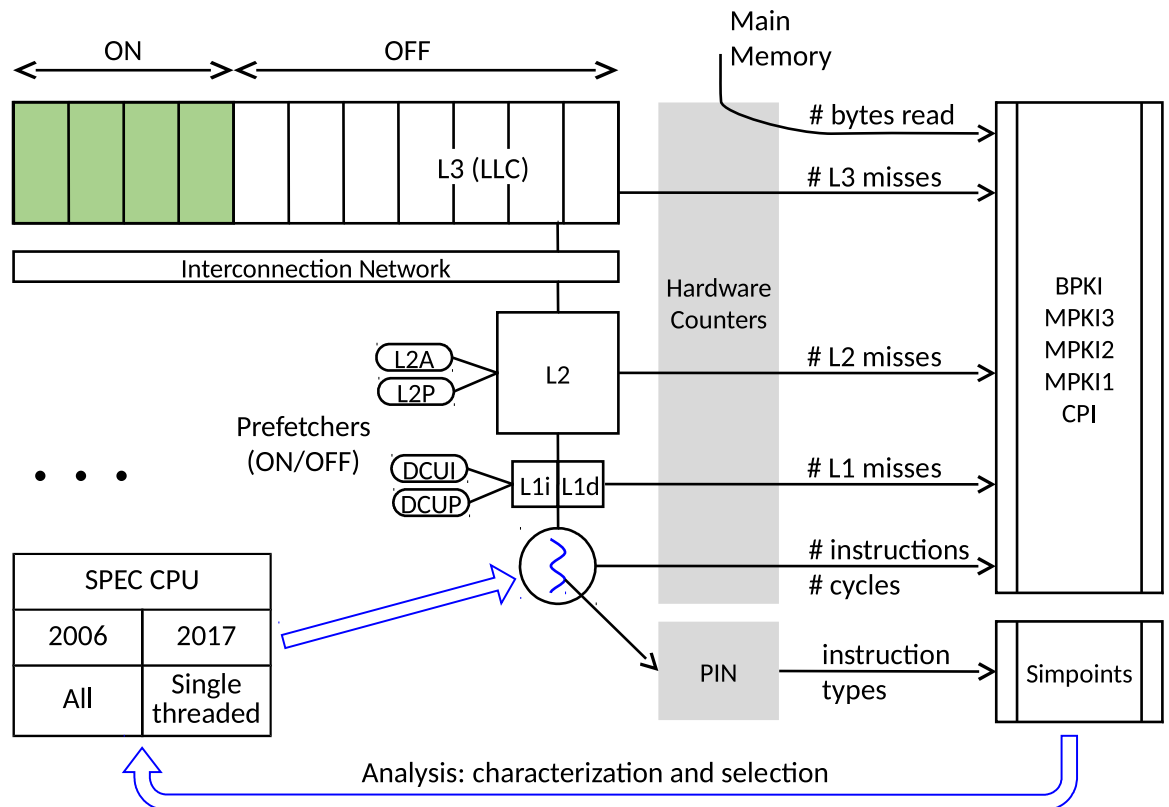 Main
Memory
ON
OFF
# bytes read
L3 (LLC)
# L3 misses
Interconnection Network
Hardware
Counters
BPKI
MPKI3
MPKI2
MPKI1
CPI
L2A
L2P
L2
# L2 misses
Prefetchers
(ON/OFF)
DCUI
DCUP
L1i
L1d
# L1 misses
# instructions
# cycles
SPEC CPU
2006
2017
All
Single
threaded
PIN
instruction
types
Simpoints
Analysis: characterization and selection